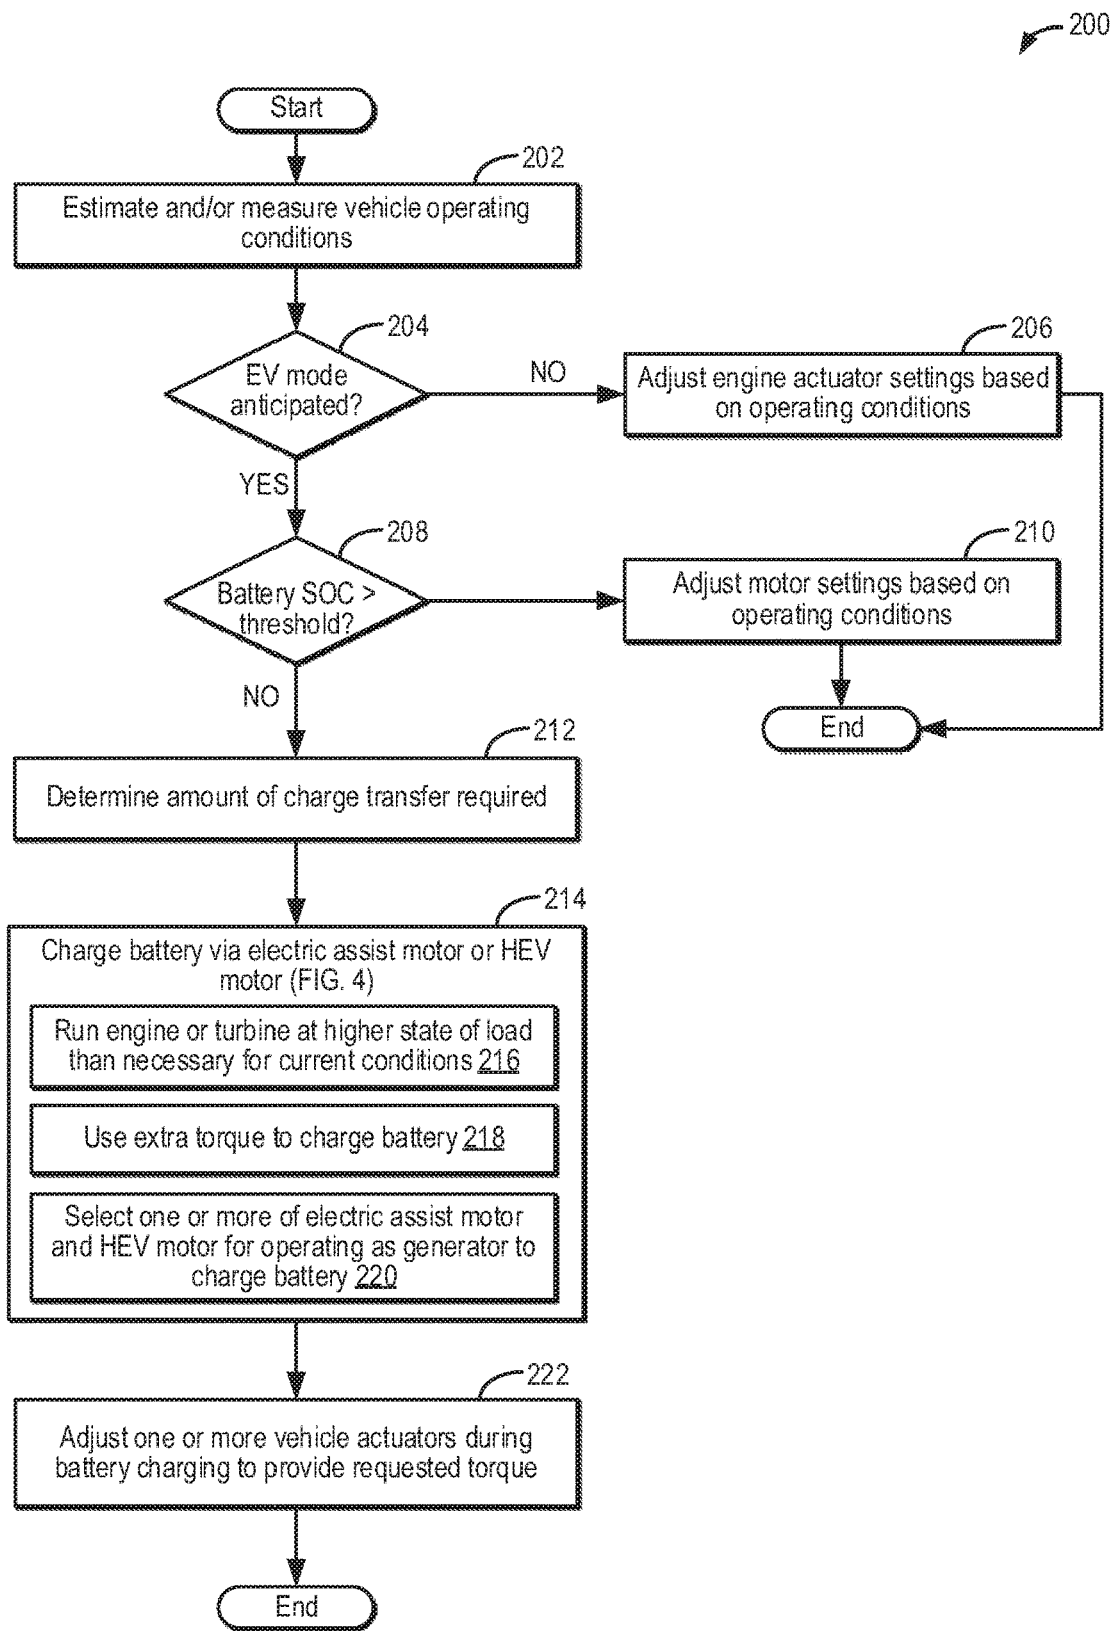 200
Start
202
Estimate and/or measure vehicle operating
conditions
204
EV mode
anticipated?
NO
206
Adjust engine actuator settings based
on operating conditions
YES
208
Battery SOC >
threshold?
210
Adjust motor settings based on
operating conditions
NO
End
212
Determine amount of charge transfer required
214
Charge battery via electric assist motor or HEV
motor (FIG. 4)
Run engine or turbine at higher state of load
than necessary for current conditions 216
Use extra torque to charge battery 218
Select one or more of electric assist motor
and HEV motor for operating as generator to
charge battery 220
222
Adjust one or more vehicle actuators during
battery charging to provide requested torque
End